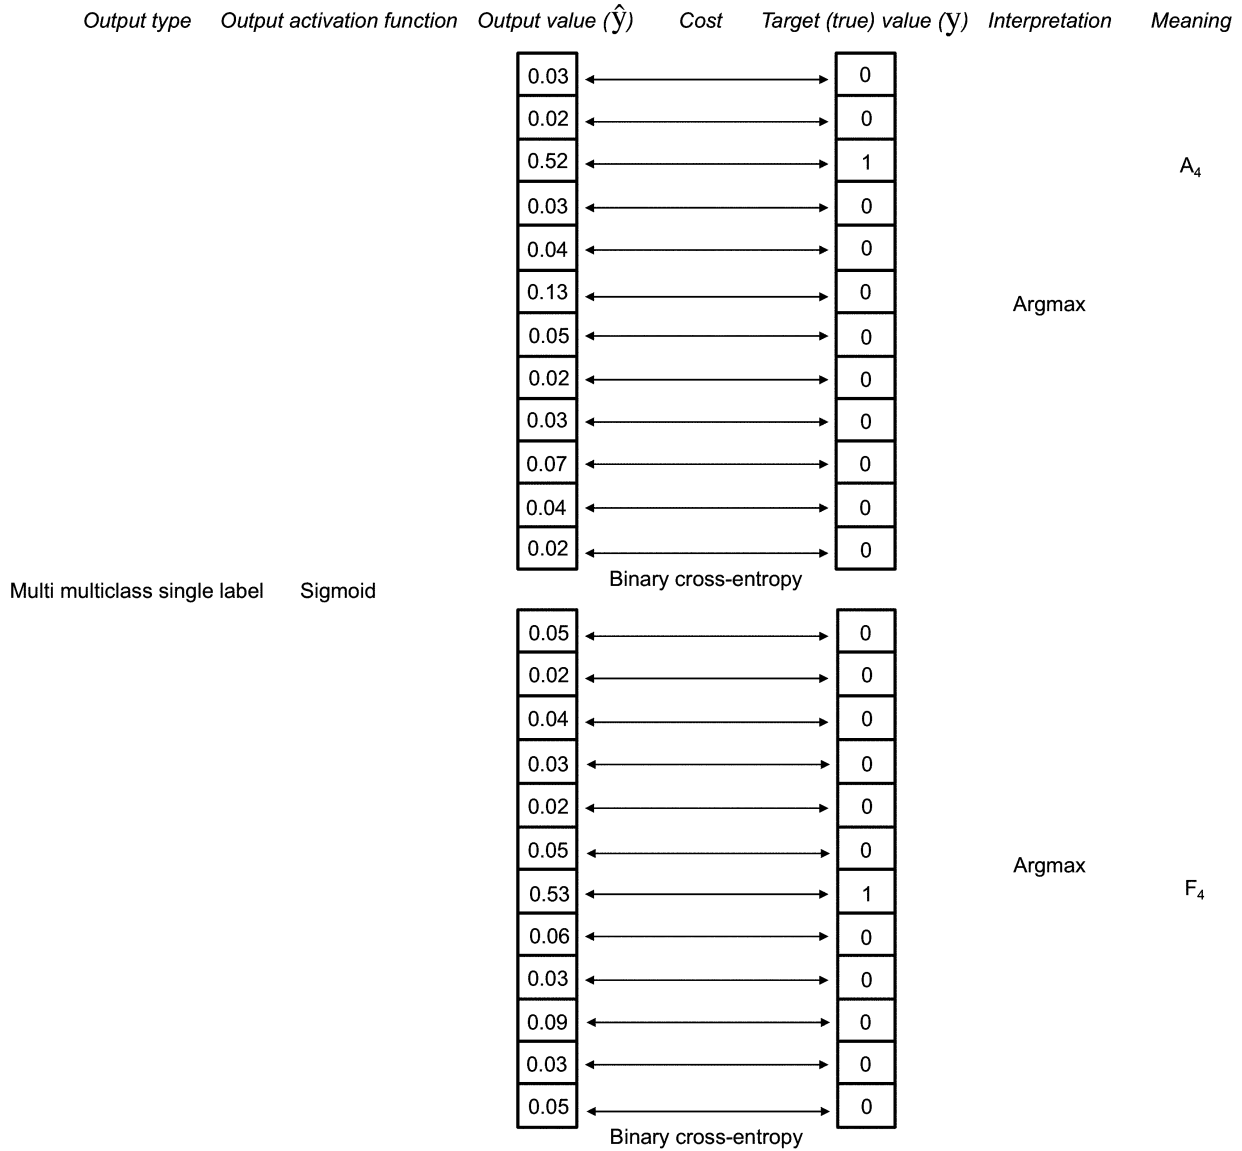 Output type Output activation function Output value (ŷ) Cost Target (true) value (y) Interpretation Meaning
0.03 0
0.02 0
0.52 1 A4
0.03 0
0.04 0
0.13 0
Argmax
0.05 0
0.02 0
0.03 0
0.07 0
0.04 0
0.02 0
Binary cross-entropy
Multi multiclass single label Sigmoid
0.05 0
0.02 0
0.04 0
0.03 0
0.02 0
0.05 0
Argmax
0.53 1 F4
0.06 0
0.03 0
0.09 0
0.03 0
0.05 0
Binary cross-entropy